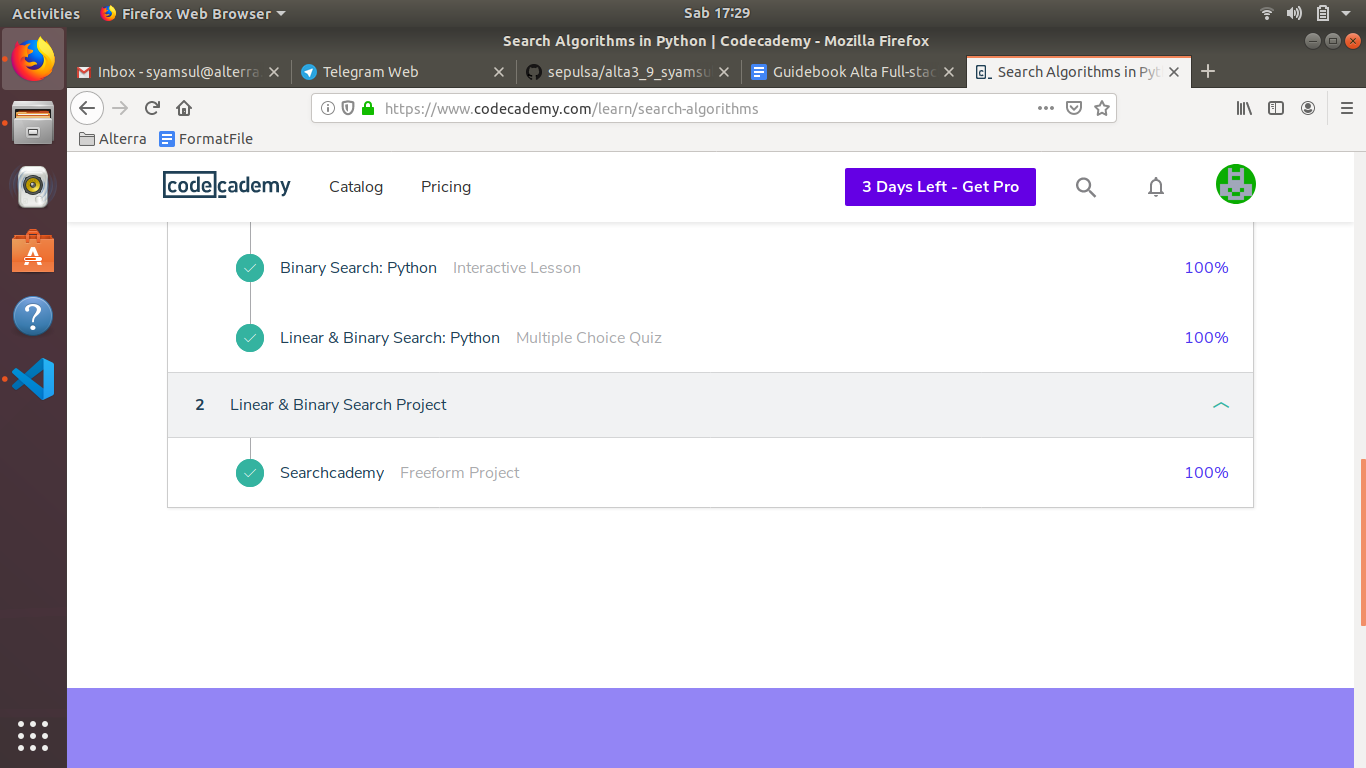 Activities Firefox Web Browser Sab 17:29
Search Algorithms in Python | Codecademy - Mozilla Firefox
Inbox - syamsul@alterra. Telegram Web sepulsa/alta3_9_syamsu Guidebook Alta Full-stac Search Algorithms in Pyt
https://www.codecademy.com/learn/search-algorithms
Alterra FormatFile
codecademy Catalog Pricing 3 Days Left - Get Pro
Binary Search: Python Interactive Lesson 100%
Linear & Binary Search: Python Multiple Choice Quiz 100%
2 Linear & Binary Search Project
Searchcademy Freeform Project 100%